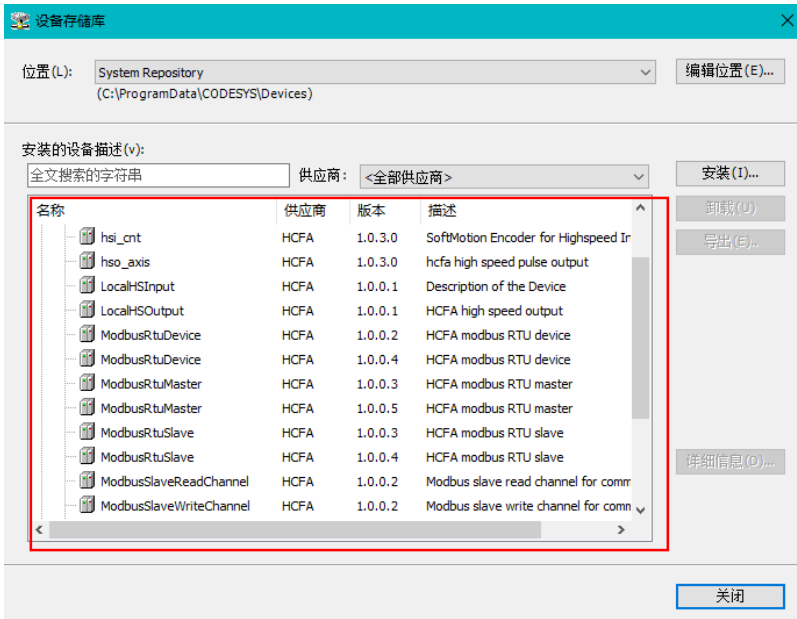 设备存储库
位置(L): System Repository 编辑位置(E)...
(C:\ProgramData\CODESYS\Devices)
安装的设备描述(v):
全文搜索的字符串 供应商: <全部供应商> 安装(I)...
名称 供应商 版本 描述 卸载(U)
hsi_cnt HCFA 1.0.3.0 SoftMotion Encoder for Highspeed In 导出(E)..
hso_axis HCFA 1.0.3.0 hcfa high speed pulse output
LocalHSInput HCFA 1.0.0.1 Description of the Device
LocalHSOutput HCFA 1.0.0.1 HCFA high speed output
ModbusRtuDevice HCFA 1.0.0.2 HCFA modbus RTU device
ModbusRtuDevice HCFA 1.0.0.4 HCFA modbus RTU device
ModbusRtuMaster HCFA 1.0.0.3 HCFA modbus RTU master
ModbusRtuMaster HCFA 1.0.0.5 HCFA modbus RTU master
ModbusRtuSlave HCFA 1.0.0.3 HCFA modbus RTU slave
ModbusRtuSlave HCFA 1.0.0.4 HCFA modbus RTU slave 详细信息(D)...
ModbusSlaveReadChannel HCFA 1.0.0.2 Modbus slave read channel for comm
ModbusSlaveWriteChannel HCFA 1.0.0.2 Modbus slave write channel for comm
关闭